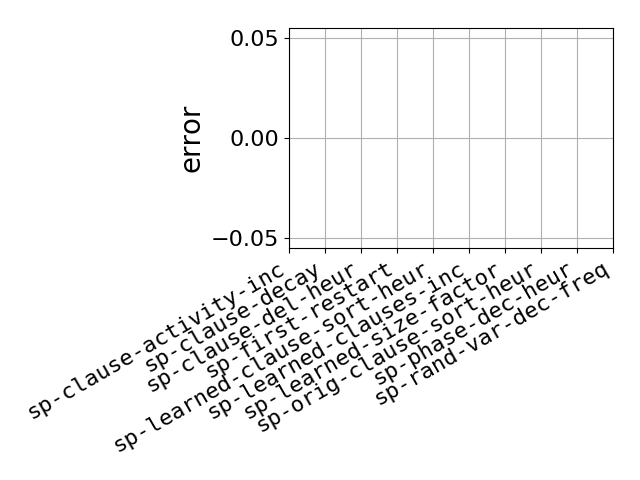 0.05
0.00
−0.05
error
sp-clause-activity-inc
sp-clause-decay
sp-clause-del-heur
sp-first-restart
sp-learned-clause-sort-heur
sp-learned-clauses-inc
sp-learned-size-factor
sp-orig-clause-sort-heur
sp-phase-dec-heur
sp-rand-var-dec-freq